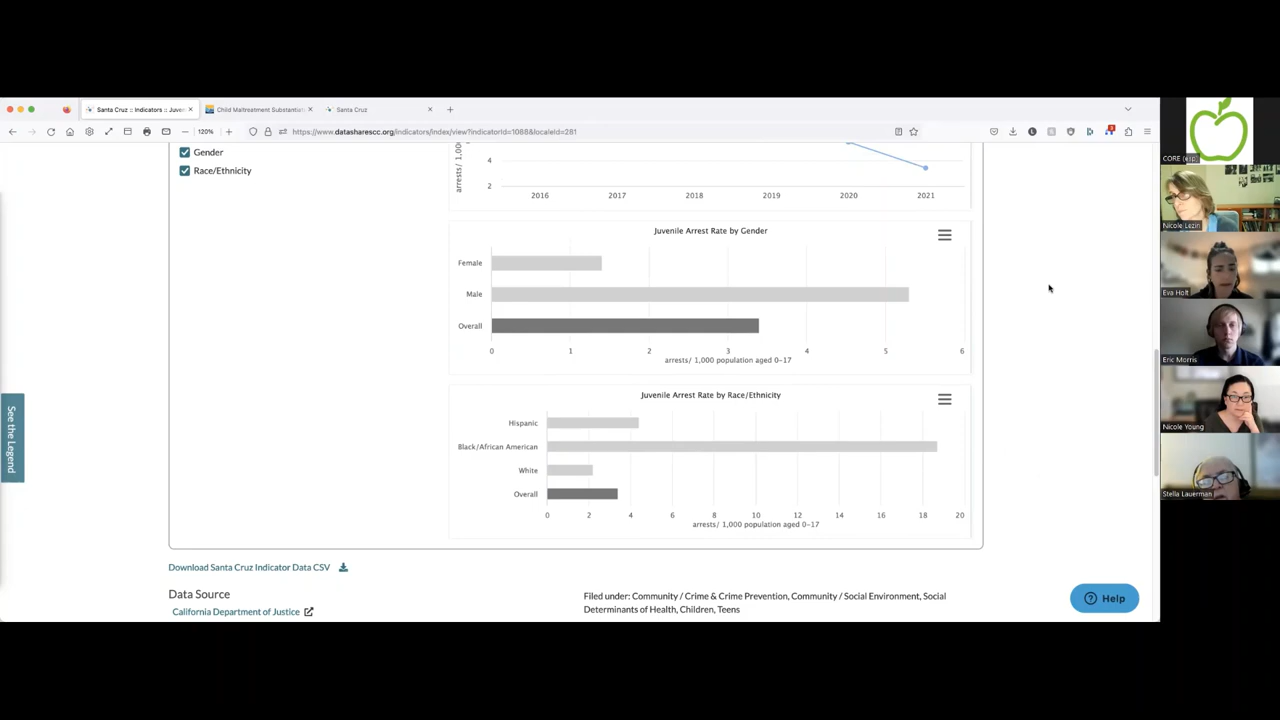 Santa Cruz :: Indicators :: Juven
Child Maltreatment Substantiat
Santa Cruz
120%
https://www.datasharescc.org/indicators/index/view?indicatorId=1088&localeId=281
Gender
Race/Ethnicity
arrests/ 1,00
4
2
2016 2017 2018 2019 2020 2021
Juvenile Arrest Rate by Gender
Female
Male
Overall
0 1 2 3 4 5 6
arrests/ 1,000 population aged 0-17
Juvenile Arrest Rate by Race/Ethnicity
Hispanic
Black/African American
White
Overall
0 2 4 6 8 10 12 14 16 18 20
arrests/ 1,000 population aged 0-17
See the Legend
Download Santa Cruz Indicator Data CSV
Data Source
California Department of Justice
Filed under: Community / Crime & Crime Prevention, Community / Social Environment, Social
Determinants of Health, Children, Teens
Help
Nicole Lezin
Eva Holt
Eric Morris
Nicole Young
Stella Lauerman